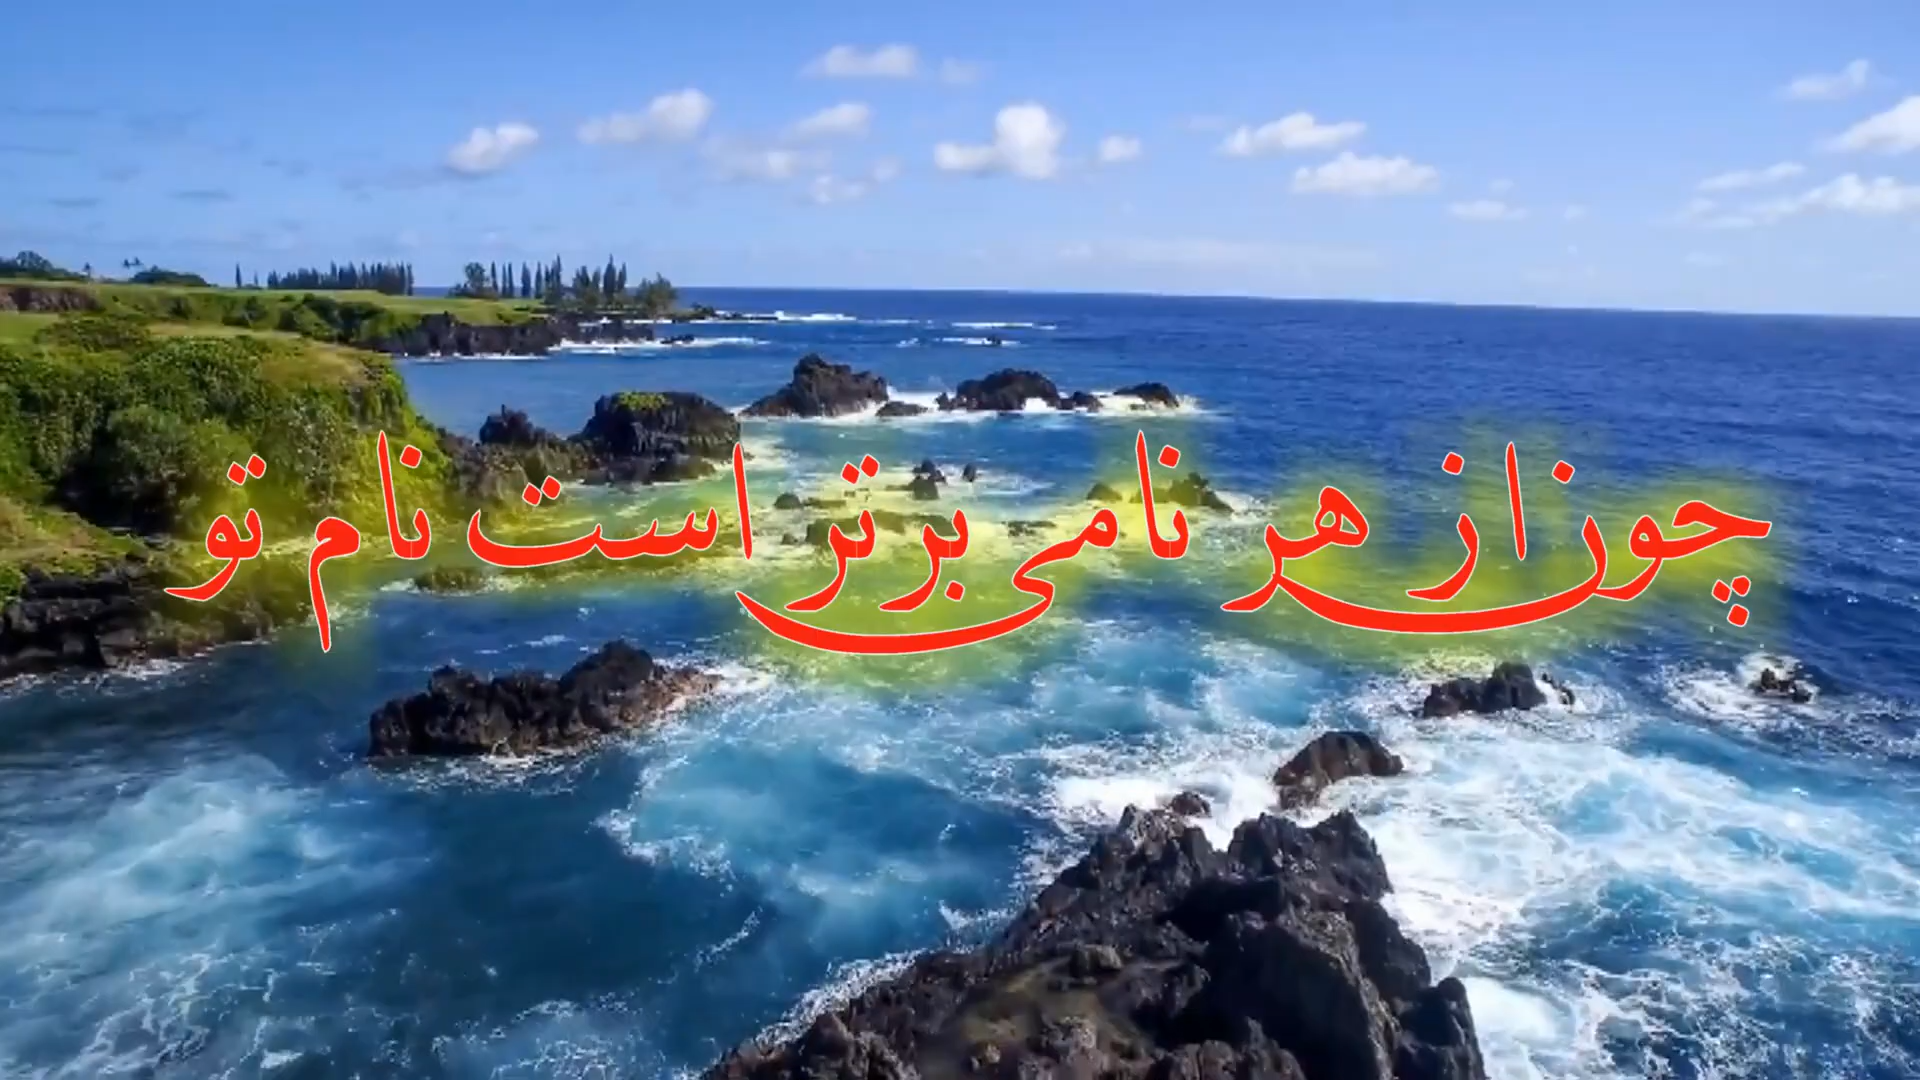 چون از هر نامی برتر است نام تو